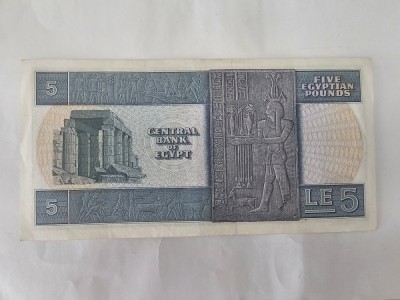 5
FIVE
EGYPTIAN
POUNDS
CENTRAL
BANK
OF
EGYPT
5
LE 5